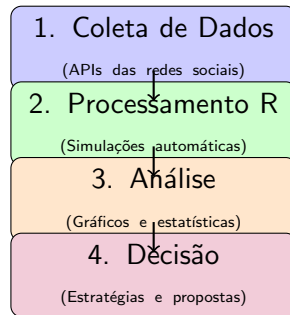 1. Coleta de Dados
(APIs das redes sociais)
2. Processamento R
(Simulações automáticas)
3. Análise
(Gráficos e estatísticas)
4. Decisão
(Estratégias e propostas)